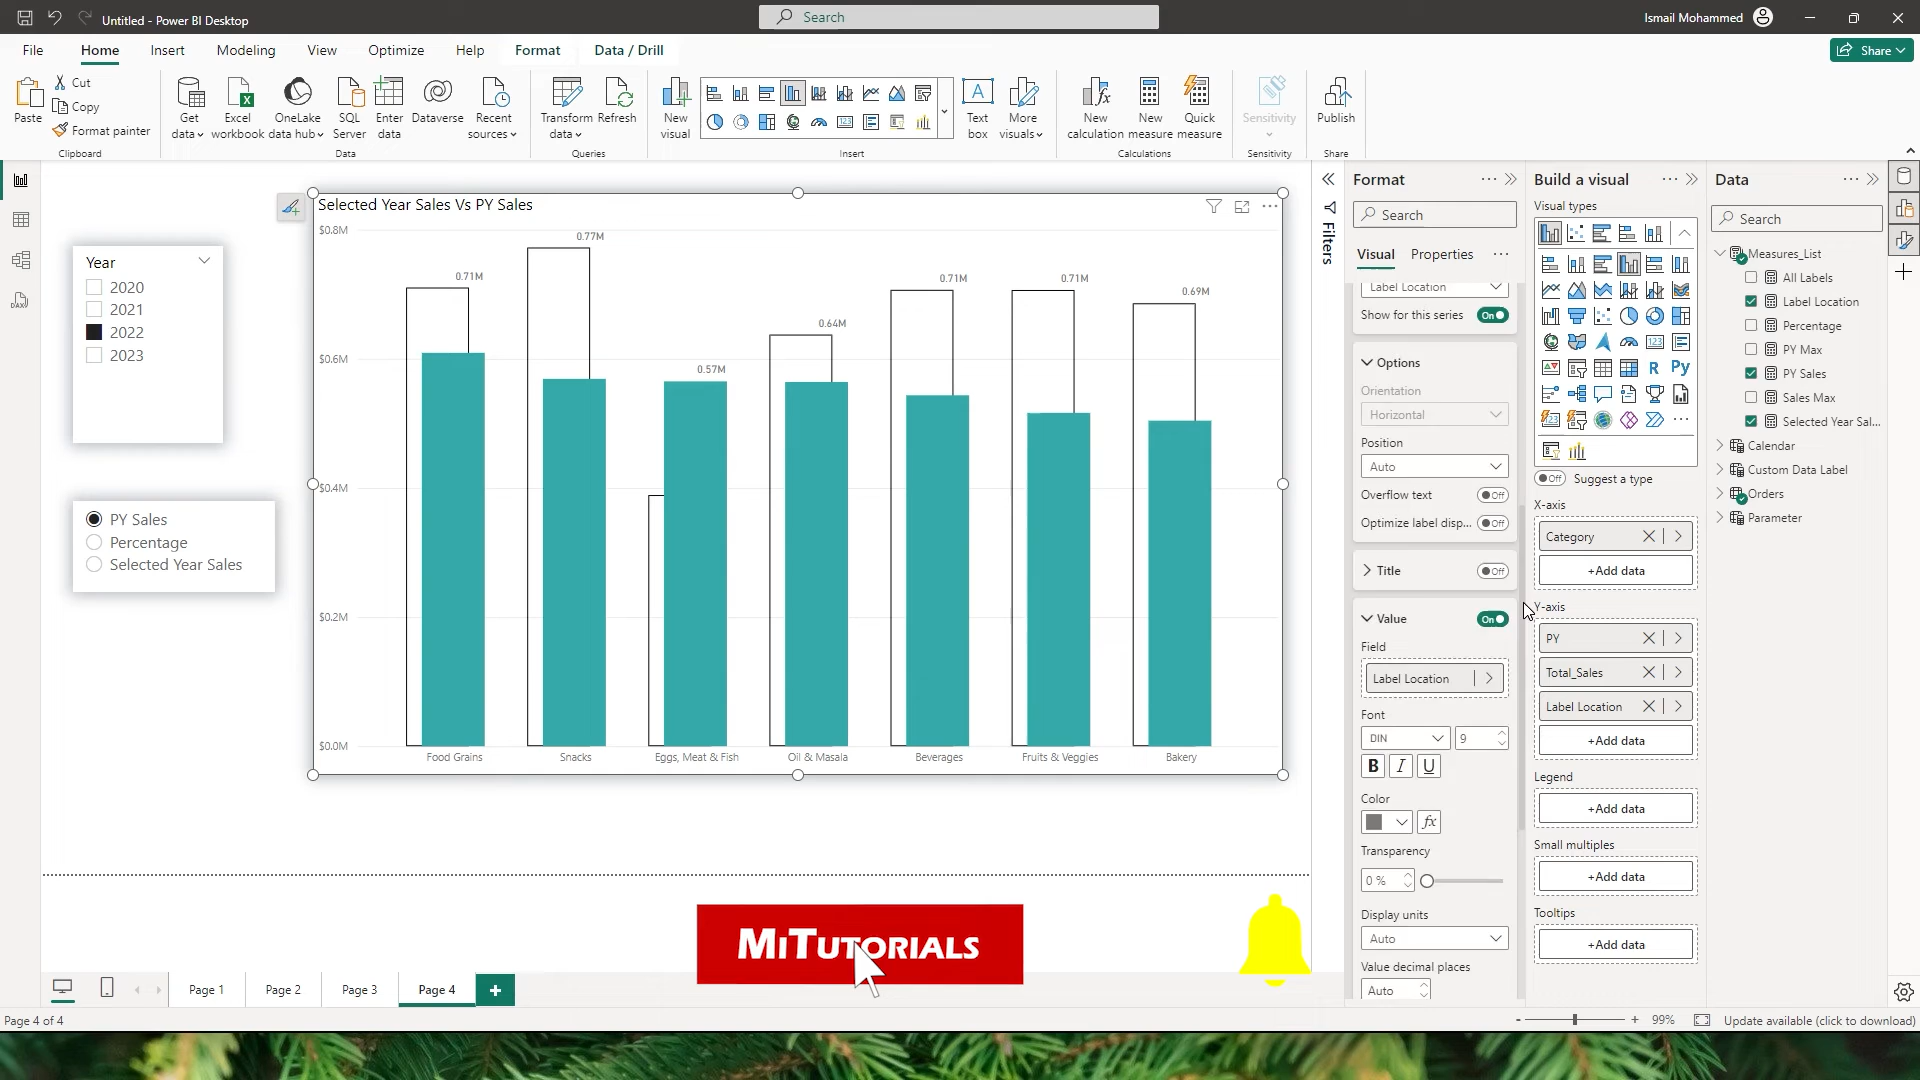 Untitled - Power BI Desktop
Search
Ismail Mohammed
File
Home
Insert
Modeling
View
Optimize
Help
Format
Data / Drill
Share
Paste
Cut
Copy
Format painter
Clipboard
Get data
Excel workbook
OneLake data hub
SQL Server
Enter data
Dataverse
Recent sources
Data
Transform data
Refresh
Queries
New visual
Text box
More visuals
Insert
New calculation
New measure
Quick measure
Calculations
Sensitivity
Sensitivity
Publish
Share
Year
2020
2021
2022
2023
PY Sales
Percentage
Selected Year Sales
Selected Year Sales Vs PY Sales
$0.8M
$0.6M
$0.4M
$0.2M
$0.0M
0.71M
0.77M
0.57M
0.64M
0.71M
0.71M
0.69M
Food Grains
Snacks
Eggs, Meat & Fish
Oil & Masala
Beverages
Fruits & Veggies
Bakery
MiTutorials
Filters
Format
Search
Visual
Properties
Label Location
Show for this series
On
Options
Orientation
Horizontal
Position
Auto
Overflow text
Off
Optimize label disp...
Off
Title
Off
Value
On
Field
Label Location
Font
DIN
9
B
I
U
Color
fx
Transparency
0 %
Display units
Auto
Value decimal places
Auto
Build a visual
Visual types
123
R
Py
Off
Suggest a type
X-axis
Category
+Add data
Y-axis
PY
Total_Sales
Label Location
+Add data
Legend
+Add data
Small multiples
+Add data
Tooltips
+Add data
Data
Search
Measures_List
All Labels
Label Location
Percentage
PY Max
PY Sales
Sales Max
Selected Year Sal...
Calendar
Custom Data Label
Orders
Parameter
Page 1
Page 2
Page 3
Page 4
Page 4 of 4
99%
Update available (click to download)